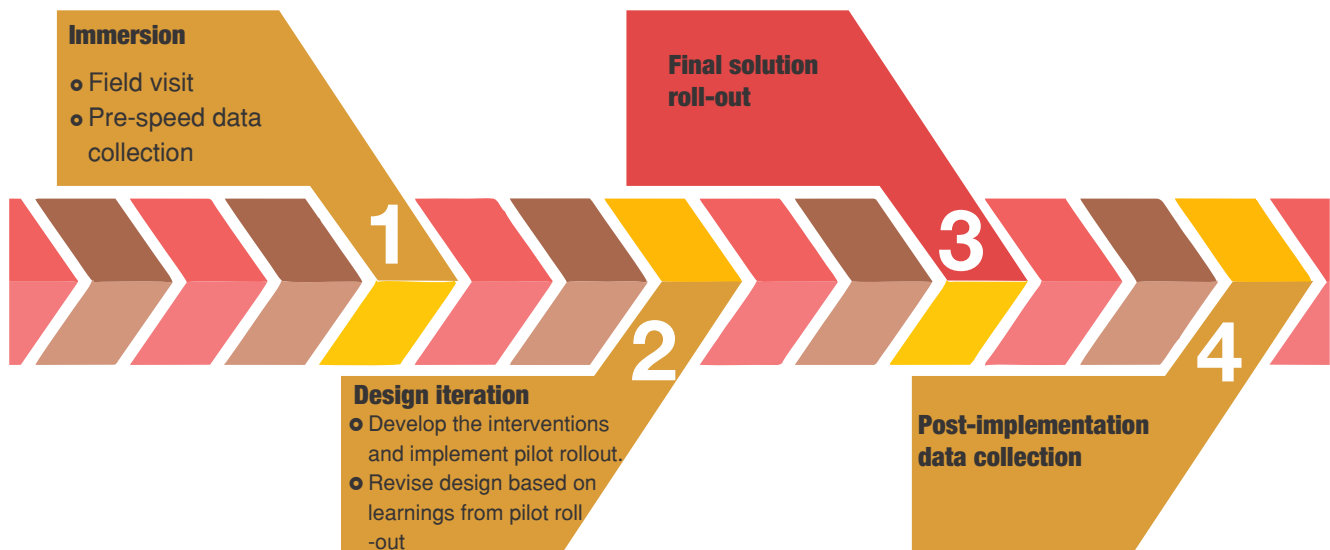 Immersion
Field visit
Pre-speed data
collection
1
Design iteration
Develop the interventions
and implement pilot rollout.
Revise design based on
learnings from pilot roll
-out
2
Final solution
roll-out
3
Post-implementation
data collection
4